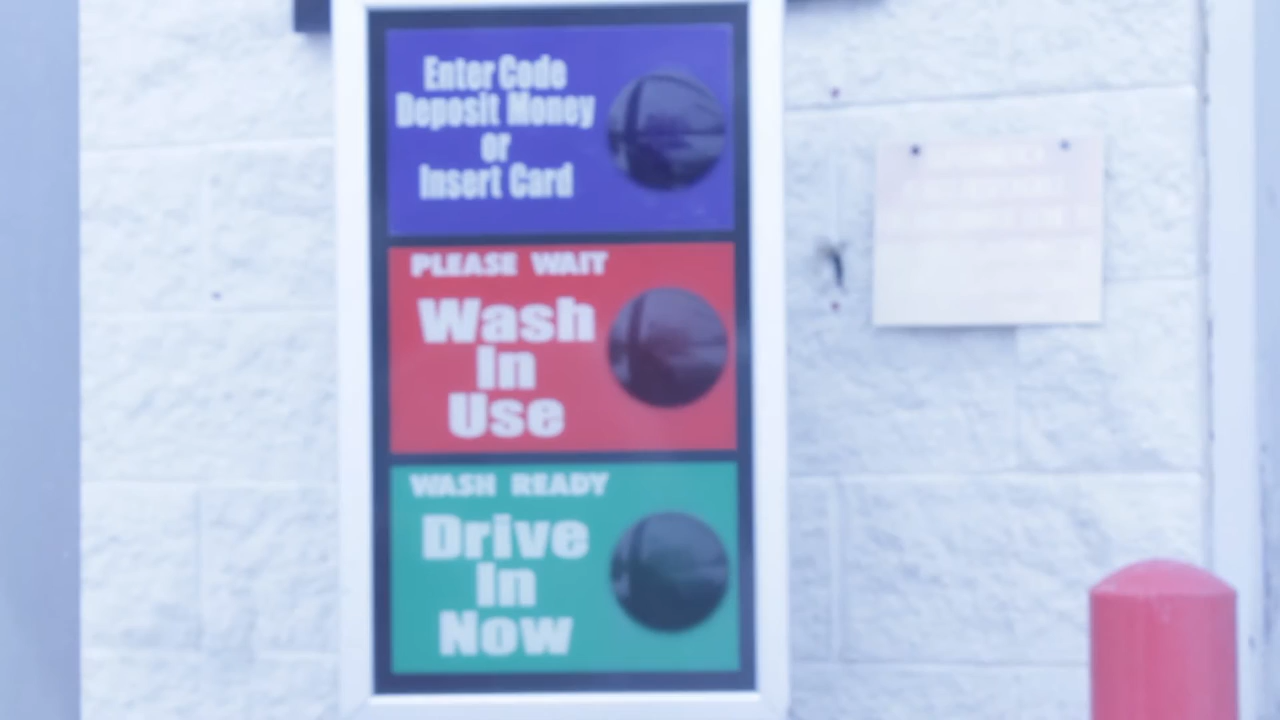 Enter Code
Deposit Money
or
Insert Card
PLEASE WAIT
Wash
In
Use
WASH READY
Drive
In
Now